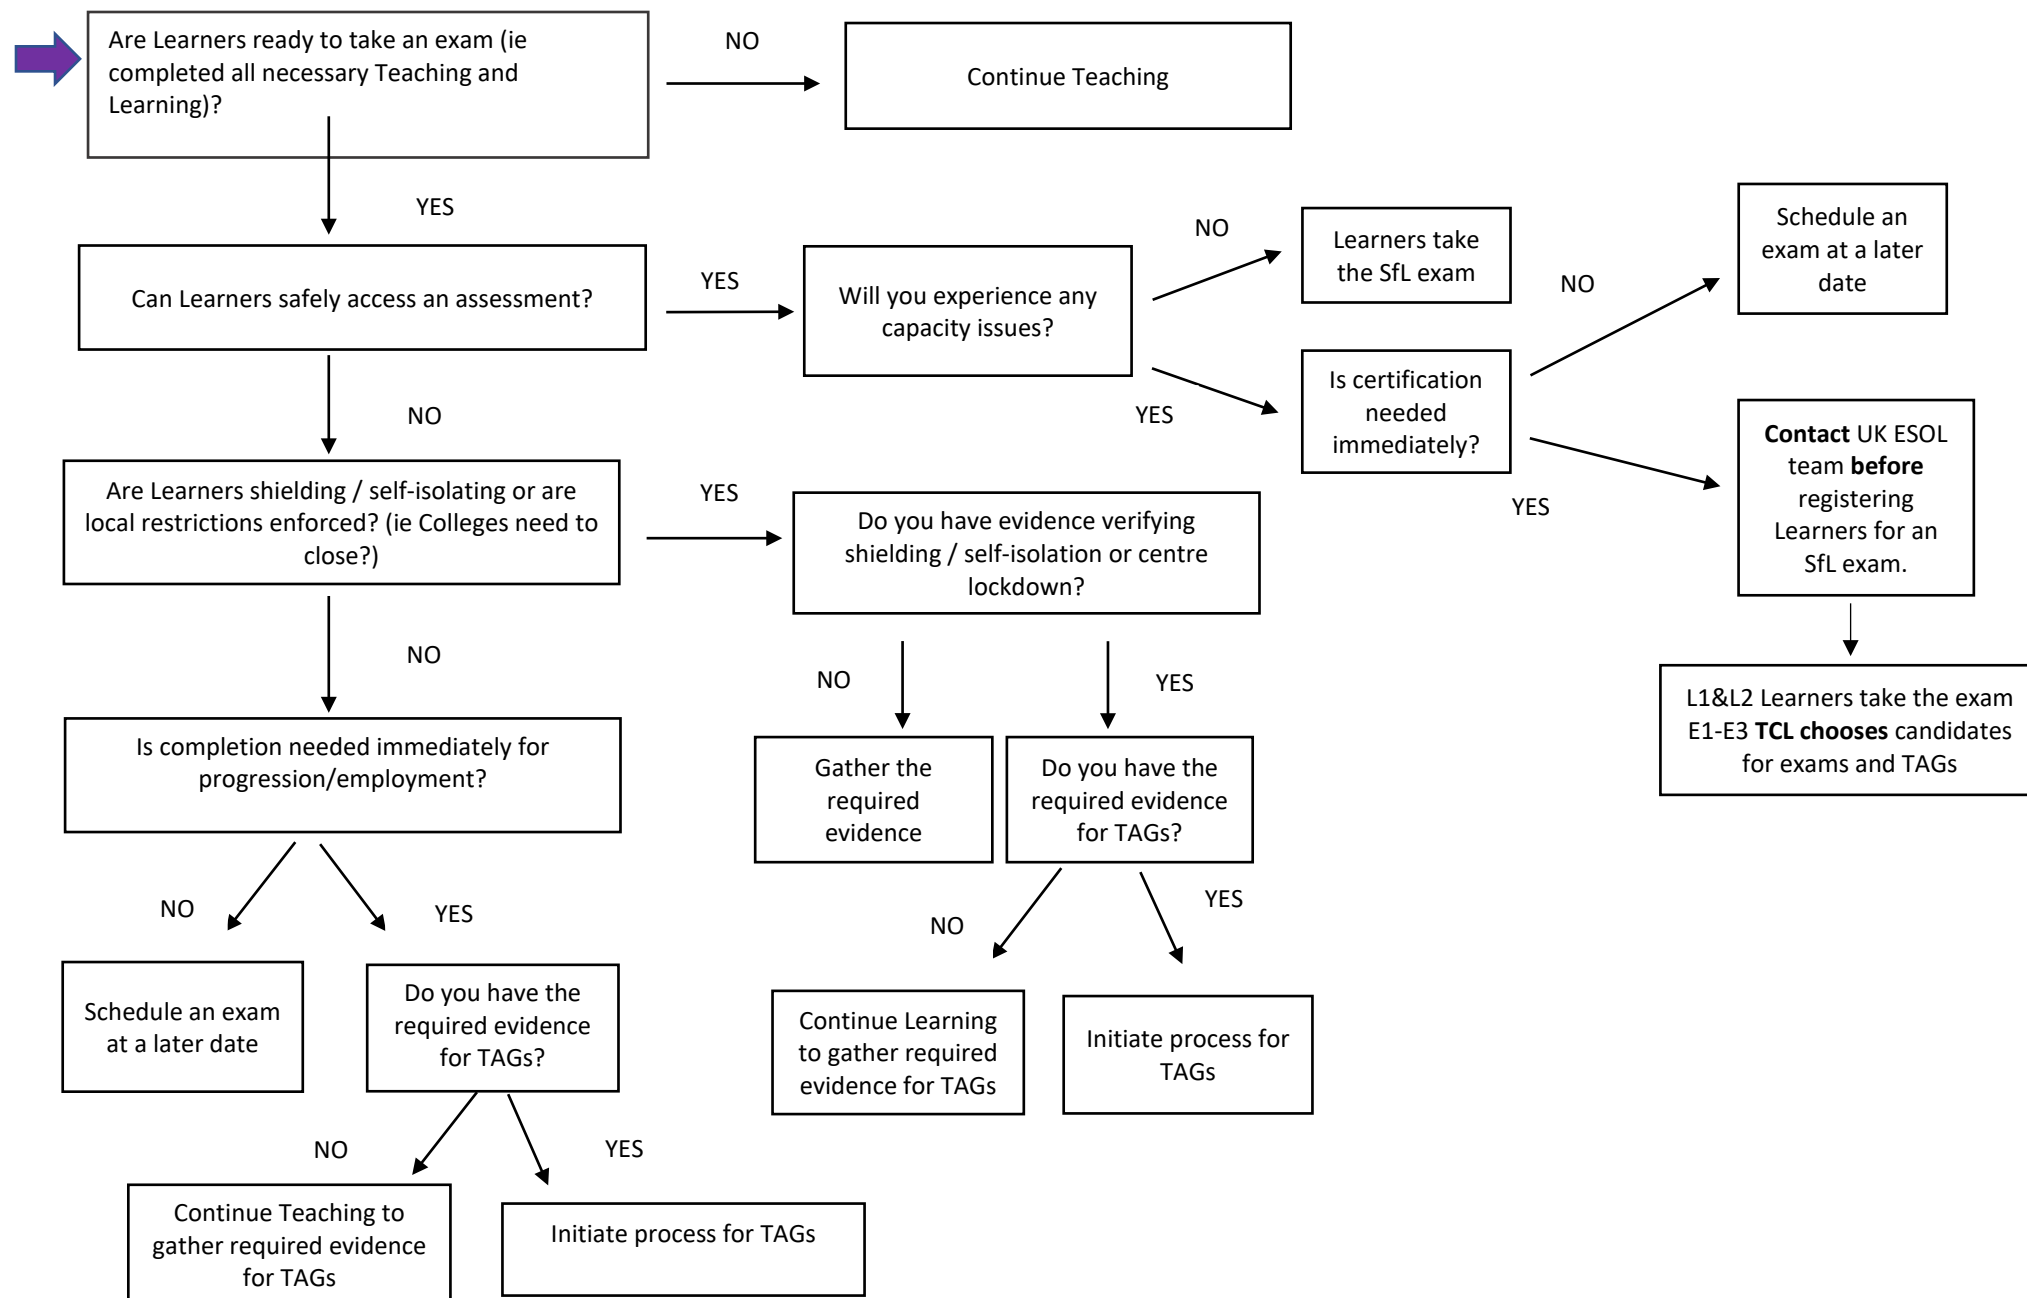 Are Learners ready to take an exam (ie
completed all necessary Teaching and
Learning)?
NO
Continue Teaching
YES
Can Learners safely access an assessment?
YES
Will you experience any
capacity issues?
NO
Learners take
the SfL exam
YES
Is certification
needed
immediately?
NO
Schedule an
exam at a later
date
YES
Contact UK ESOL
team before
registering
Learners for an
SfL exam.
L1&L2 Learners take the exam
E1-E3 TCL chooses candidates
for exams and TAGs
NO
Are Learners shielding / self-isolating or are
local restrictions enforced? (ie Colleges need to
close?)
YES
Do you have evidence verifying
shielding / self-isolation or centre
lockdown?
NO
Gather the
required
evidence
YES
Do you have the
required evidence
for TAGs?
NO
Continue Learning
to gather required
evidence for TAGs
YES
Initiate process for
TAGs
NO
Is completion needed immediately for
progression/employment?
NO
Schedule an exam
at a later date
YES
Do you have the
required evidence
for TAGs?
NO
Continue Teaching to
gather required evidence
for TAGs
YES
Initiate process for TAGs